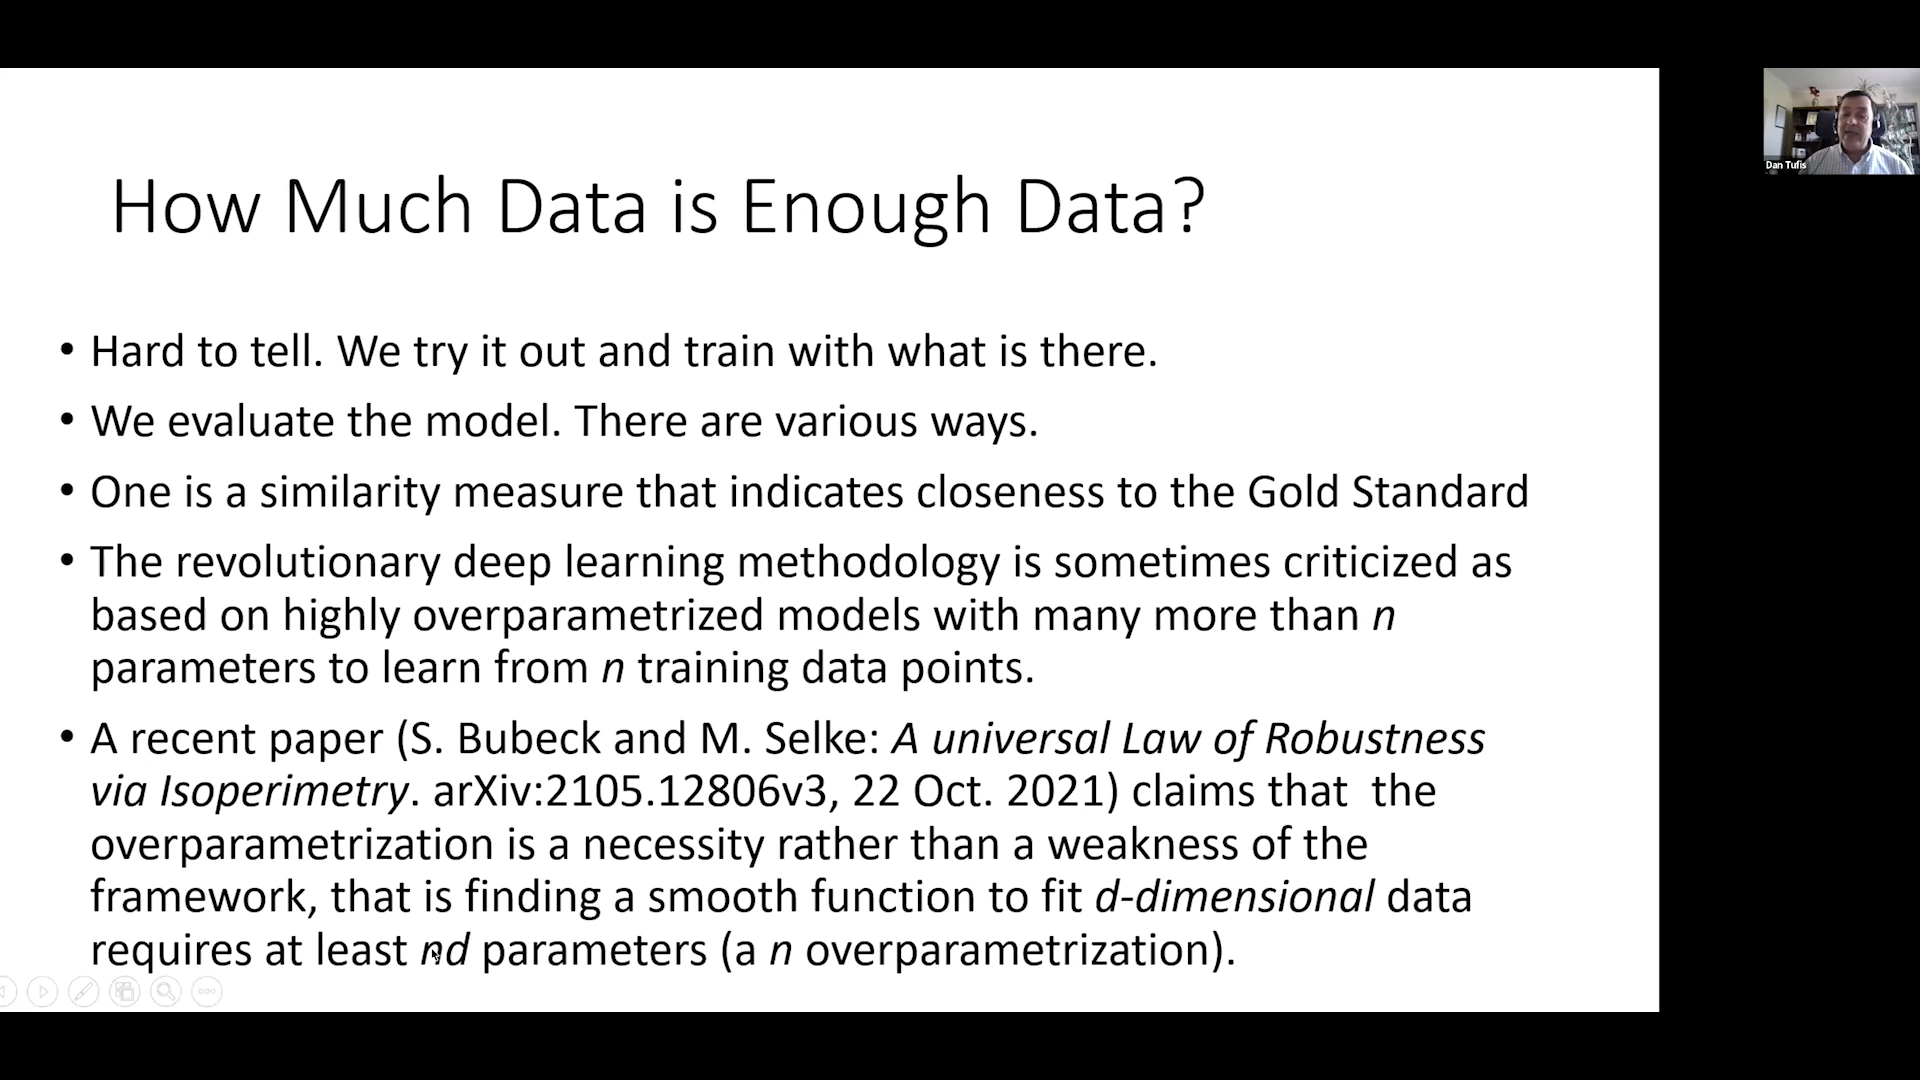 How Much Data is Enough Data?
• Hard to tell. We try it out and train with what is there.
• We evaluate the model. There are various ways.
• One is a similarity measure that indicates closeness to the Gold Standard
• The revolutionary deep learning methodology is sometimes criticized as
based on highly overparametrized models with many more than n
parameters to learn from n training data points.
• A recent paper (S. Bubeck and M. Selke: A universal Law of Robustness
via Isoperimetry. arXiv:2105.12806v3, 22 Oct. 2021) claims that  the
overparametrization is a necessity rather than a weakness of the
framework, that is finding a smooth function to fit d-dimensional data
requires at least nd parameters (a n overparametrization).
Dan Tufis